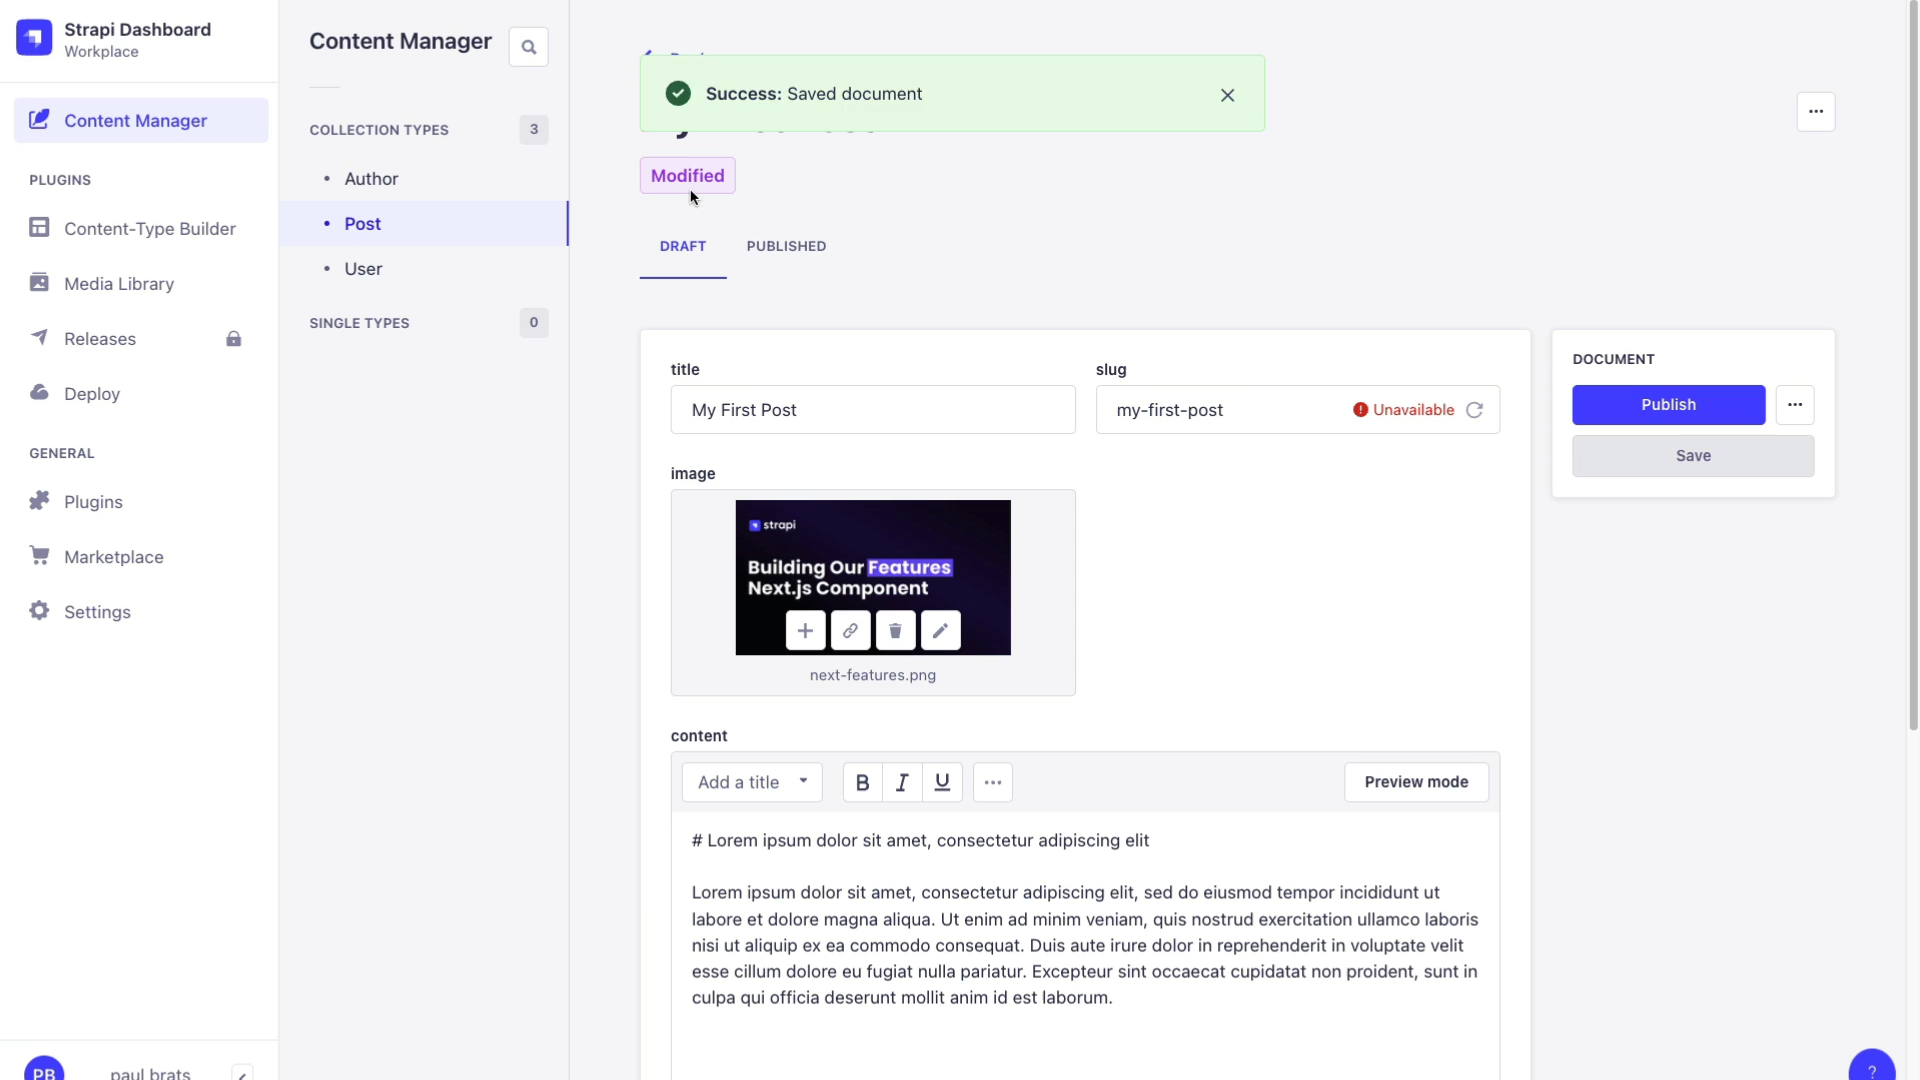 Strapi Dashboard
Workplace
Content Manager
PLUGINS
Content-Type Builder
Media Library
Releases
Deploy
GENERAL
Plugins
Marketplace
Settings
PB
paul brats
Content Manager
COLLECTION TYPES
3
Author
Post
User
SINGLE TYPES
0
Success: Saved document
Modified
DRAFT
PUBLISHED
title
My First Post
slug
my-first-post
Unavailable
image
strapi
Building Our Features
Next.js Component
next-features.png
content
Add a title
B I U
Preview mode
# Lorem ipsum dolor sit amet, consectetur adipiscing elit
Lorem ipsum dolor sit amet, consectetur adipiscing elit, sed do eiusmod tempor incididunt ut
labore et dolore magna aliqua. Ut enim ad minim veniam, quis nostrud exercitation ullamco laboris
nisi ut aliquip ex ea commodo consequat. Duis aute irure dolor in reprehenderit in voluptate velit
esse cillum dolore eu fugiat nulla pariatur. Excepteur sint occaecat cupidatat non proident, sunt in
culpa qui officia deserunt mollit anim id est laborum.
DOCUMENT
Publish
Save
?